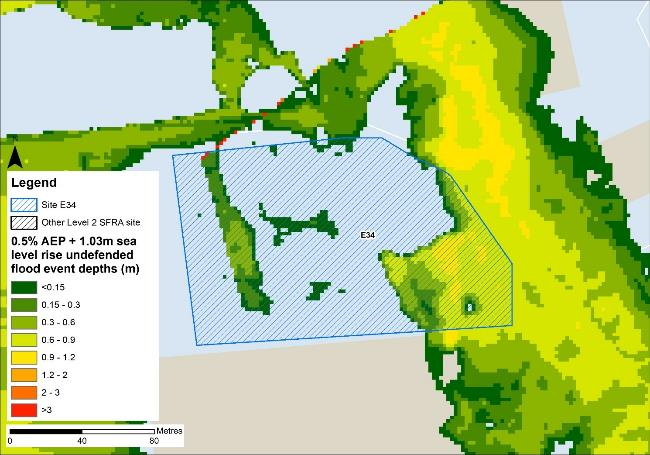 E34
Legend
Site E34
Other Level 2 SFRA site
0.5% AEP + 1.03m sea
level rise undefended
flood event depths (m)
<0.15
0.15 - 0.3
0.3 - 0.6
0.6 - 0.9
0.9 - 1.2
1.2 - 2
2 - 3
>3
Metres
0 40 80